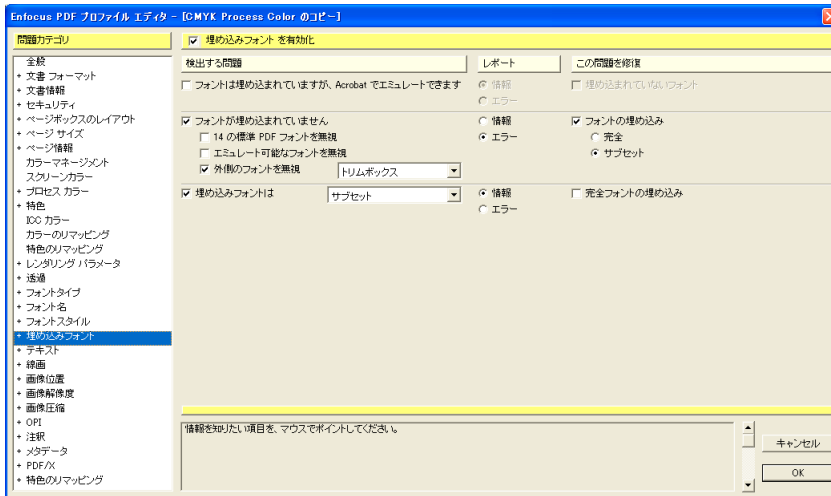 Enfocus PDF プロファイル エディタ - [CMYK Process Color のコピー]
問題カテゴリ
埋め込みフォント を有効化
全般
+ 文書 フォーマット
+ 文書情報
+ セキュリティ
+ ページボックスのレイアウト
+ ページ サイズ
+ ページ情報
カラーマネージメント
スクリーンカラー
+ プロセス カラー
+ 特色
ICC カラー
カラーのリマッピング
特色のリマッピング
+ レンダリング パラメータ
+ 透過
+ フォントタイプ
+ フォント名
+ フォントスタイル
+ 埋め込みフォント
+ テキスト
+ 線画
+ 画像位置
+ 画像解像度
+ 画像圧縮
+ OPI
+ 注釈
+ メタデータ
+ PDF/X
+ 特色のリマッピング
検出する問題
レポート
この問題を修復
フォントは埋め込まれていますが、Acrobat でエミュレートできます
情報
エラー
埋め込まれていないフォント
フォントが埋め込まれていません
情報
フォントの埋め込み
14 の標準 PDF フォントを無視
エラー
完全
エミュレート可能なフォントを無視
サブセット
外側のフォントを無視
トリムボックス
埋め込みフォントは
サブセット
情報
エラー
完全フォントの埋め込み
情報を知りたい項目を、マウスでポイントしてください。
キャンセル
OK